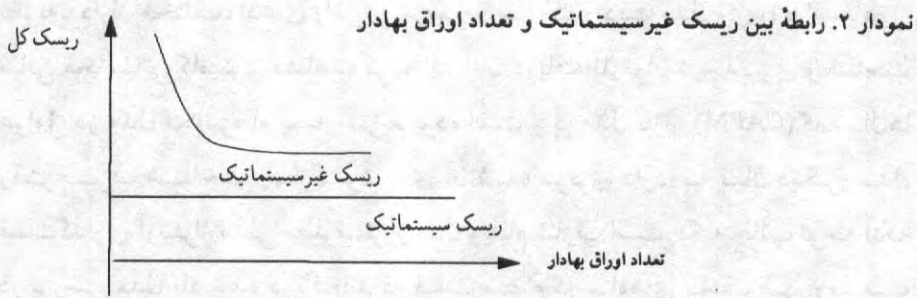 نمودار ۲. رابطهٔ بین ریسک غیرسیستماتیک و تعداد اوراق بهادار
ریسک کل
ریسک غیرسیستماتیک
ریسک سیستماتیک
تعداد اوراق بهادار